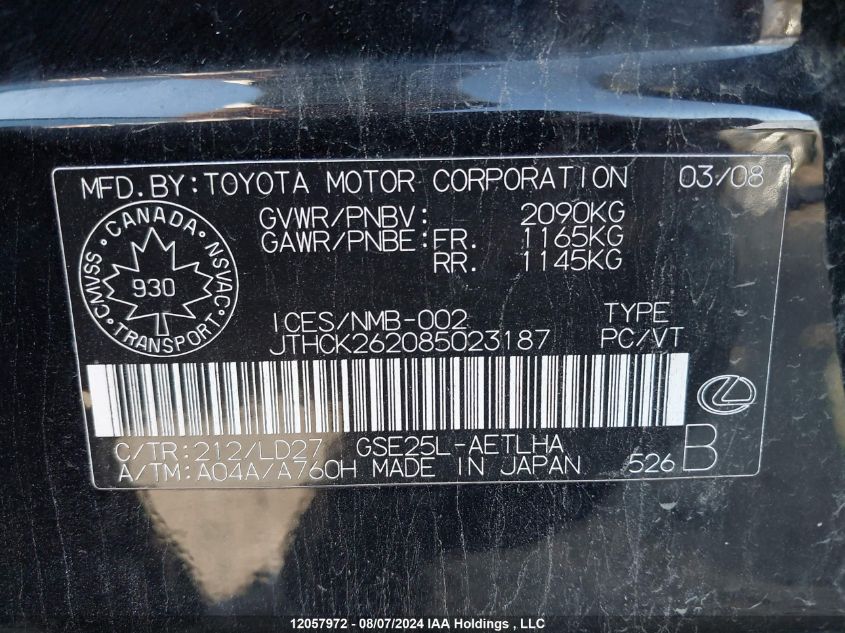 MFD. BY: TOYOTA MOTOR CORPORATION 03/08
GVWR/PNBV: 2090KG
GAWR/PNBE: FR. 1165KG
RR. 1145KG
CANADA
CMVSS 930 NSVAC
TRANSPORT
ICES/NMB-002 TYPE
JTHCK262085023187 PC/VT
C/TR: 212/LD27 GSE25L-AETLHA
A/TM: A04A/A760H MADE IN JAPAN 526 B
12057972 - 08/07/2024 IAA Holdings , LLC